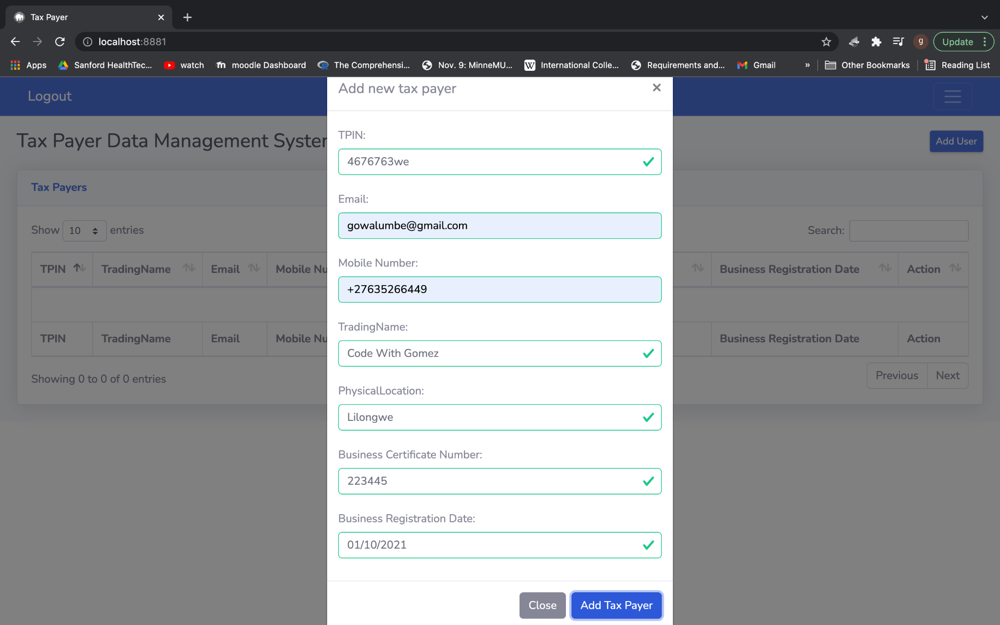 Tax Payer
localhost:8881
g
Update
Apps
Sanford HealthTec...
watch
moodle Dashboard
The Comprehensi...
Nov. 9: MinneMU...
International Colle...
Requirements and...
Gmail
»
Other Bookmarks
Reading List
Logout
Add new tax payer
Tax Payer Data Management System
Add User
Tax Payers
Show 10 entries
Search:
TPIN TradingName Email Mobile Nu Business Registration Date Action
TPIN TradingName Email Mobile Nu Business Registration Date Action
Showing 0 to 0 of 0 entries
Previous Next
TPIN:
4676763we
Email:
gowalumbe@gmail.com
Mobile Number:
+27635266449
TradingName:
Code With Gomez
PhysicalLocation:
Lilongwe
Business Certificate Number:
223445
Business Registration Date:
01/10/2021
Close Add Tax Payer